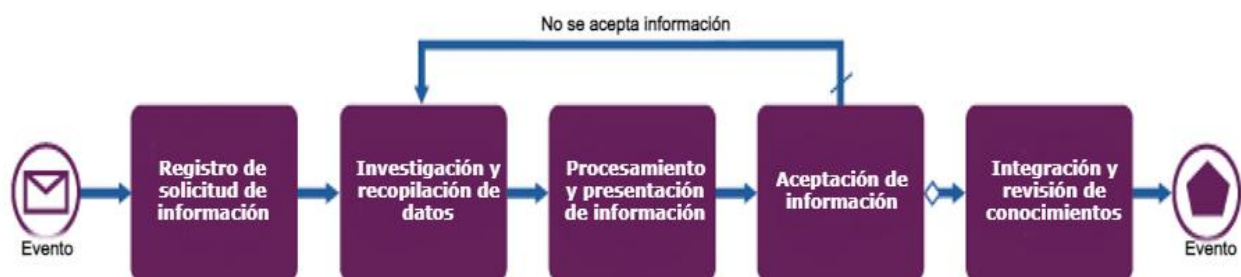 No se acepta información
Registro de
solicitud de
información
Investigación y
recopilación de
datos
Procesamiento
y presentación
de información
Aceptación de
información
Integración y
revisión de
conocimientos
Evento
Evento